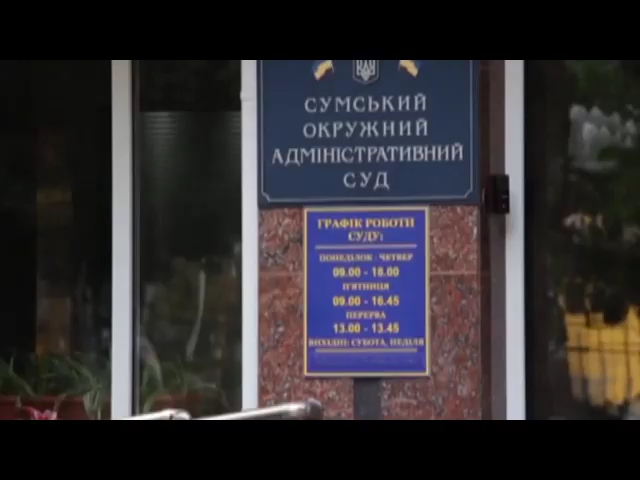 СУМСЬКИЙ
ОКРУЖНИЙ
АДМІНІСТРАТИВНИЙ
СУД
ГРАФІК РОБОТИ
СУДУ:
ПОНЕДІЛОК - ЧЕТВЕР
09.00 - 18.00
П'ЯТНИЦЯ
09.00 - 16.45
ПЕРЕРВА
13.00 - 13.45
ВИХІДНІ: СУБОТА, НЕДІЛЯ